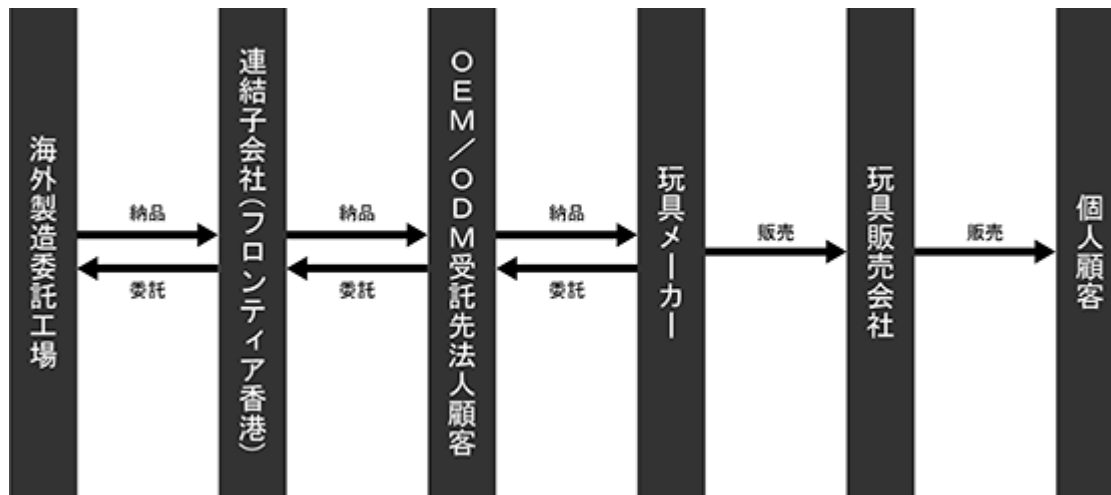 海外製造委託工場
納品
委託
連結子会社(フロンティア香港)
納品
委託
OEM/ODM受託先法人顧客
納品
委託
玩具メーカー
販売
玩具販売会社
販売
個人顧客